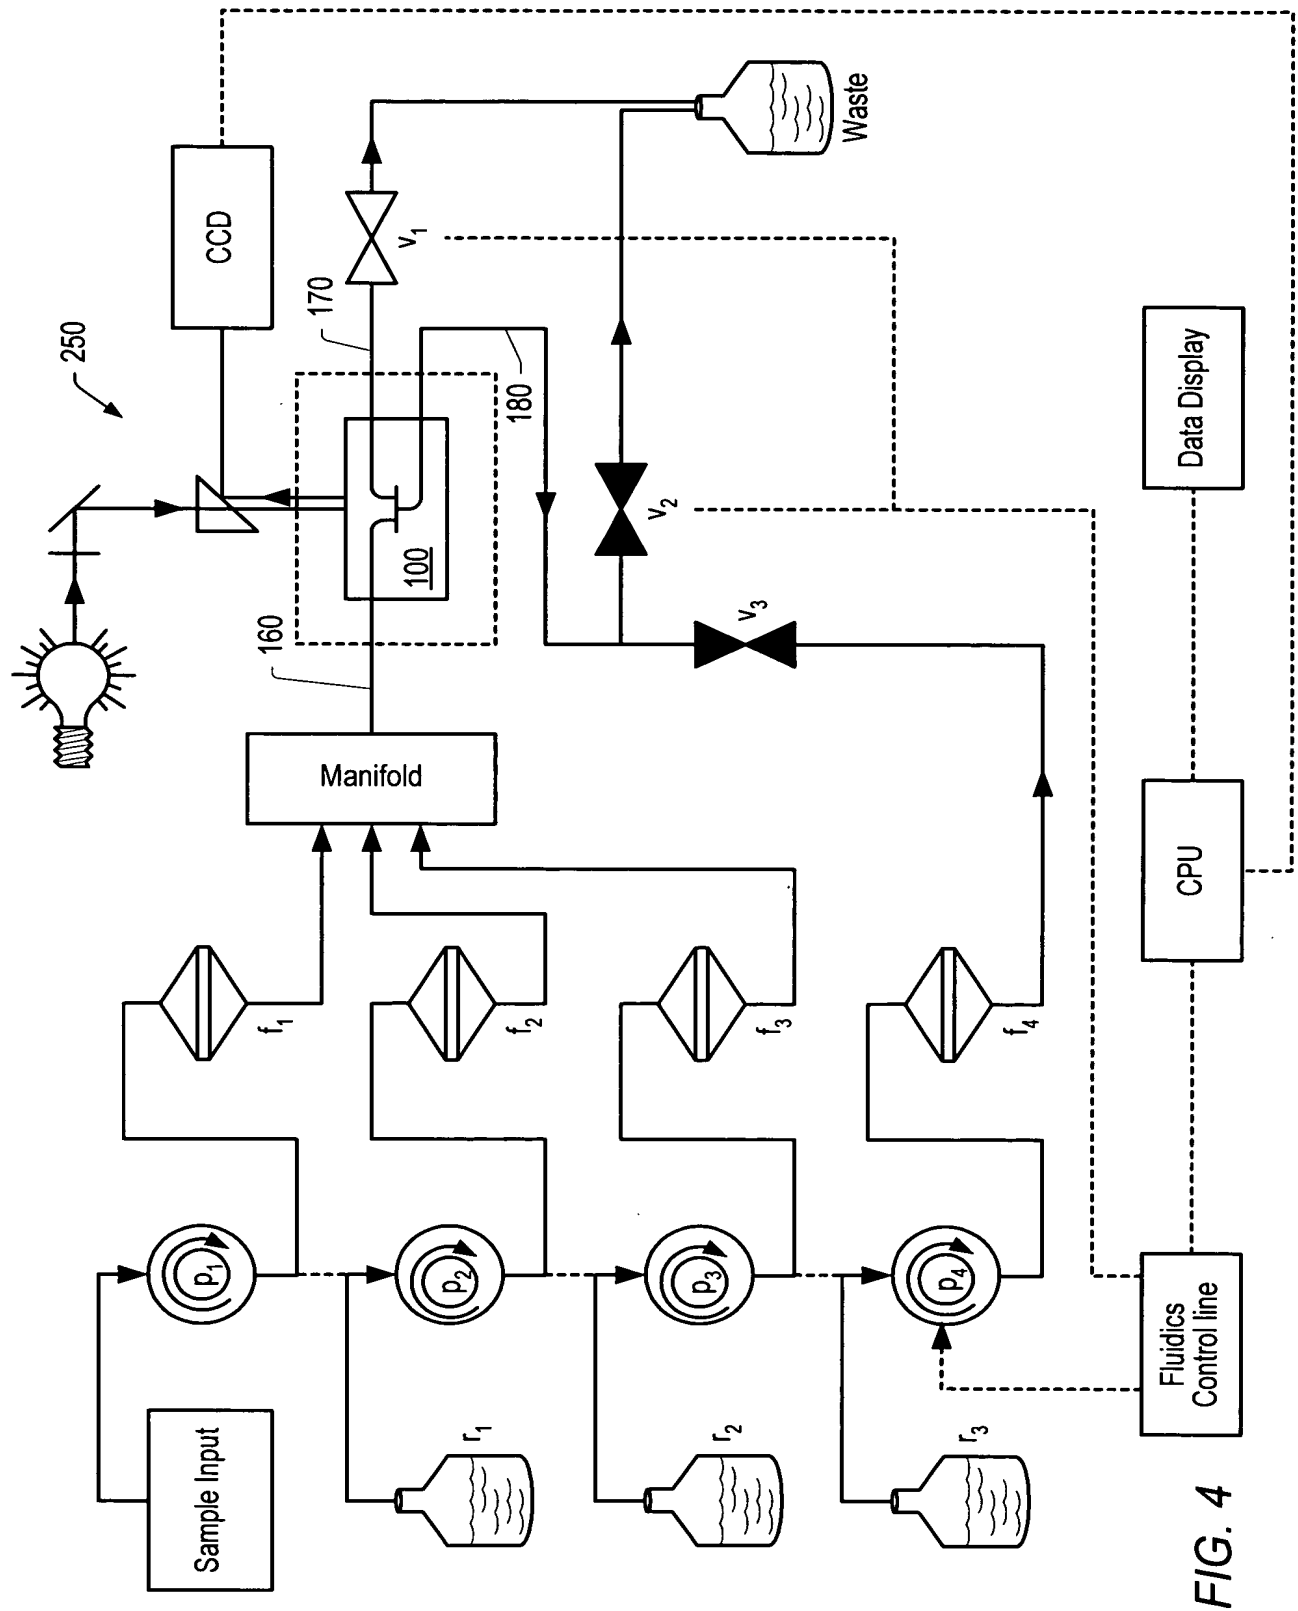 250
CCD
Sample Input
p1
f1
Manifold
160
100
170
v1
r1
p2
f2
180
v2
Waste
r2
p3
f3
v3
r3
p4
f4
Fluidics
Control line
CPU
Data Display
FIG. 4